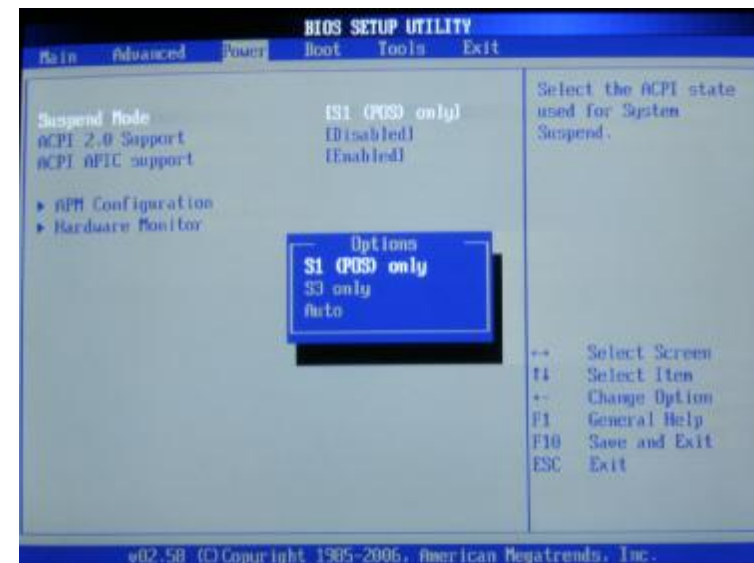 BIOS SETUP UTILITY
Main Advanced Power Boot Tools Exit
Suspend Mode [S1 (POS) only]
ACPI 2.0 Support [Disabled]
ACPI APIC support [Enabled]
▶ APM Configuration
▶ Hardware Monitor
Options
S1 (POS) only
S3 only
Auto
Select the ACPI state
used for System
Suspend.
↔ Select Screen
↑↓ Select Item
+- Change Option
F1 General Help
F10 Save and Exit
ESC Exit
v02.58 (C) Copyright 1985-2006, American Megatrends, Inc.